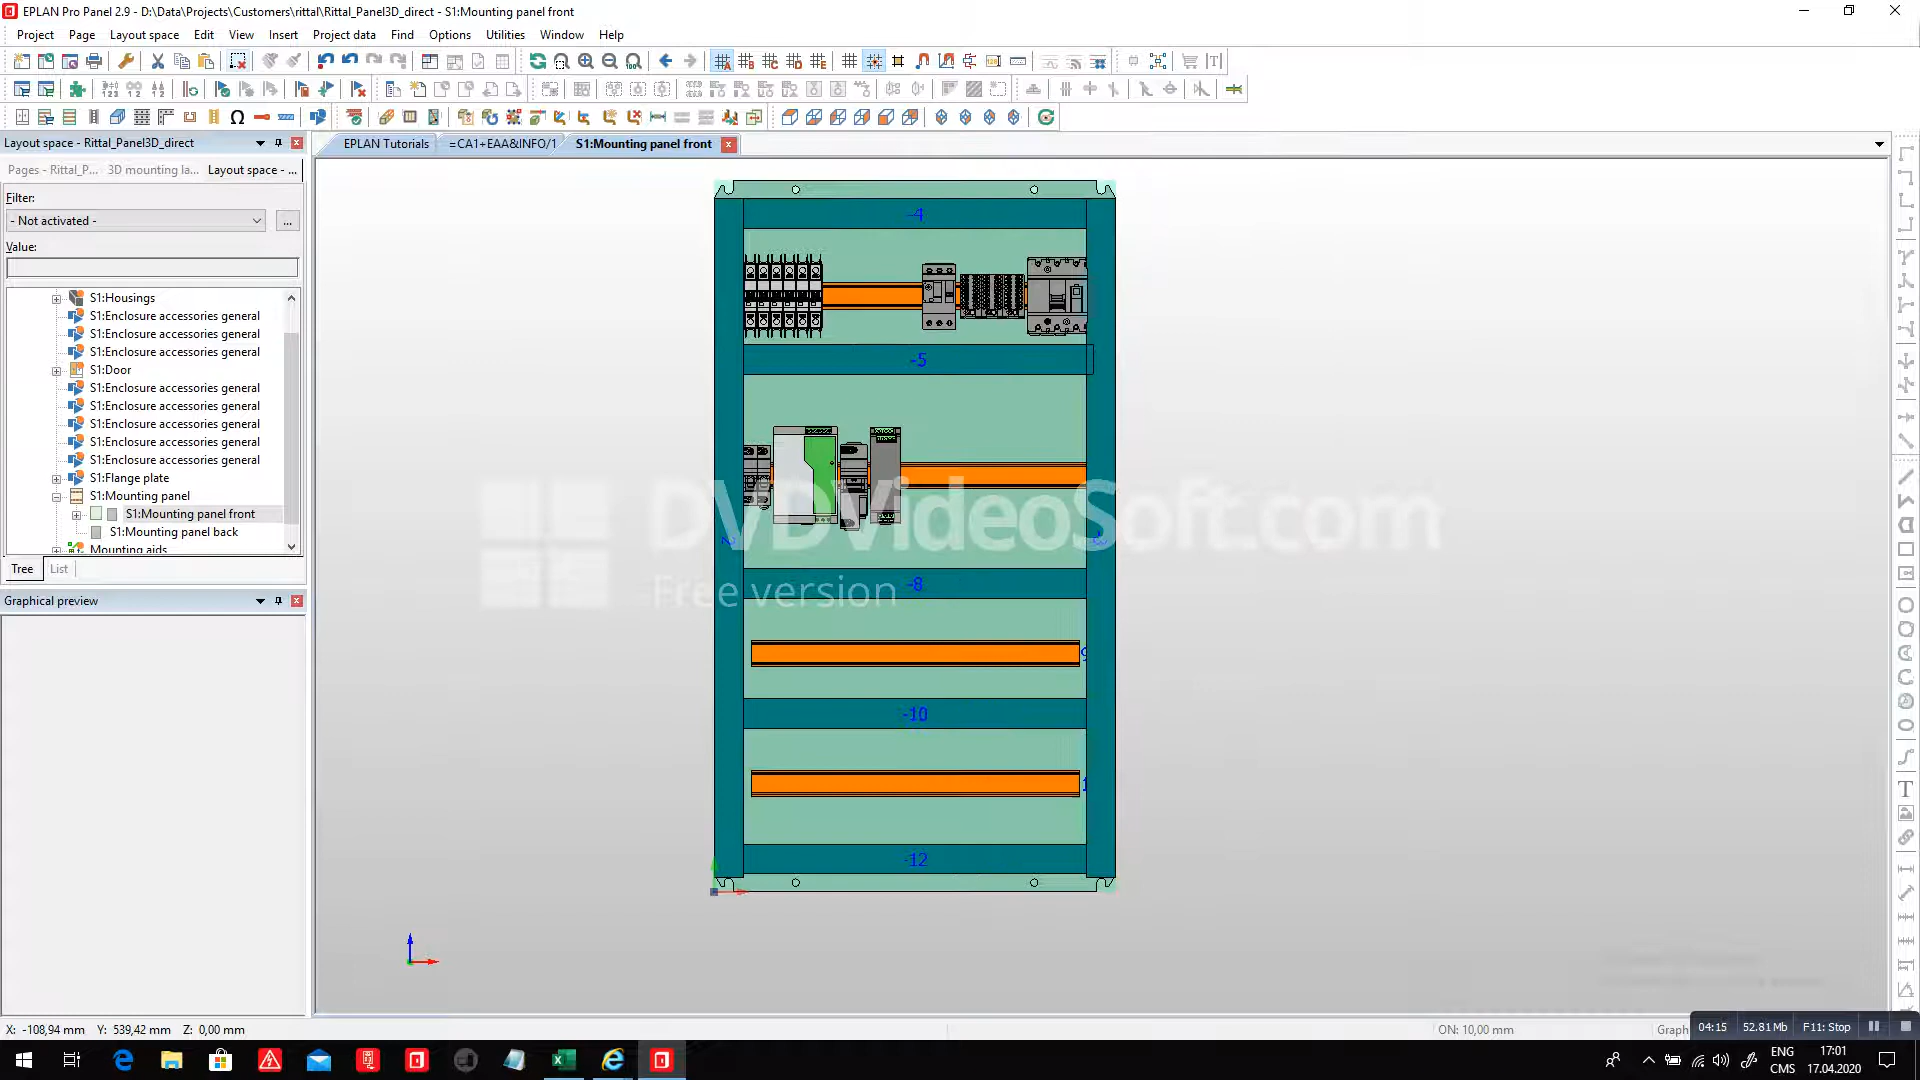 EPLAN Pro Panel 2.9 - D:\Data\Projects\Customers\rittal\Rittal_Panel3D_direct - S1:Mounting panel front
Project Page Layout space Edit View Insert Project data Find Options Utilities Window Help
Layout space - Rittal_Panel3D_direct
EPLAN Tutorials =CA1+EAA&INFO/1 S1:Mounting panel front
Pages - Rittal_P... 3D mounting la... Layout space - ...
Filter:
- Not activated -
...
Value:
S1:Housings
S1:Enclosure accessories general
S1:Enclosure accessories general
S1:Enclosure accessories general
S1:Door
S1:Enclosure accessories general
S1:Enclosure accessories general
S1:Enclosure accessories general
S1:Enclosure accessories general
S1:Enclosure accessories general
S1:Flange plate
S1:Mounting panel
S1:Mounting panel front
S1:Mounting panel back
Mounting aids
Tree List
Graphical preview
-4
-5
-8
-10
-12
DVDVideoSoft.com
Free version
X: -108,94 mm Y: 539,42 mm Z: 0,00 mm
ON: 10,00 mm
Graph
04:15 52.81 Mb F11: Stop
ENG
CMS
17:01
17.04.2020